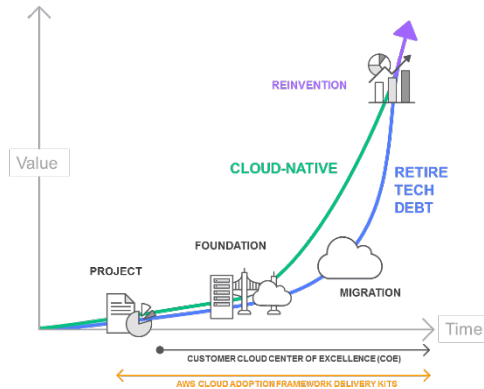 REINVENTION
Value
CLOUD-NATIVE
RETIRE
TECH
DEBT
FOUNDATION
PROJECT
MIGRATION
Time
CUSTOMER CLOUD CENTER OF EXCELLENCE (COE)
AWS CLOUD ADOPTION FRAMEWORK DELIVERY KITS